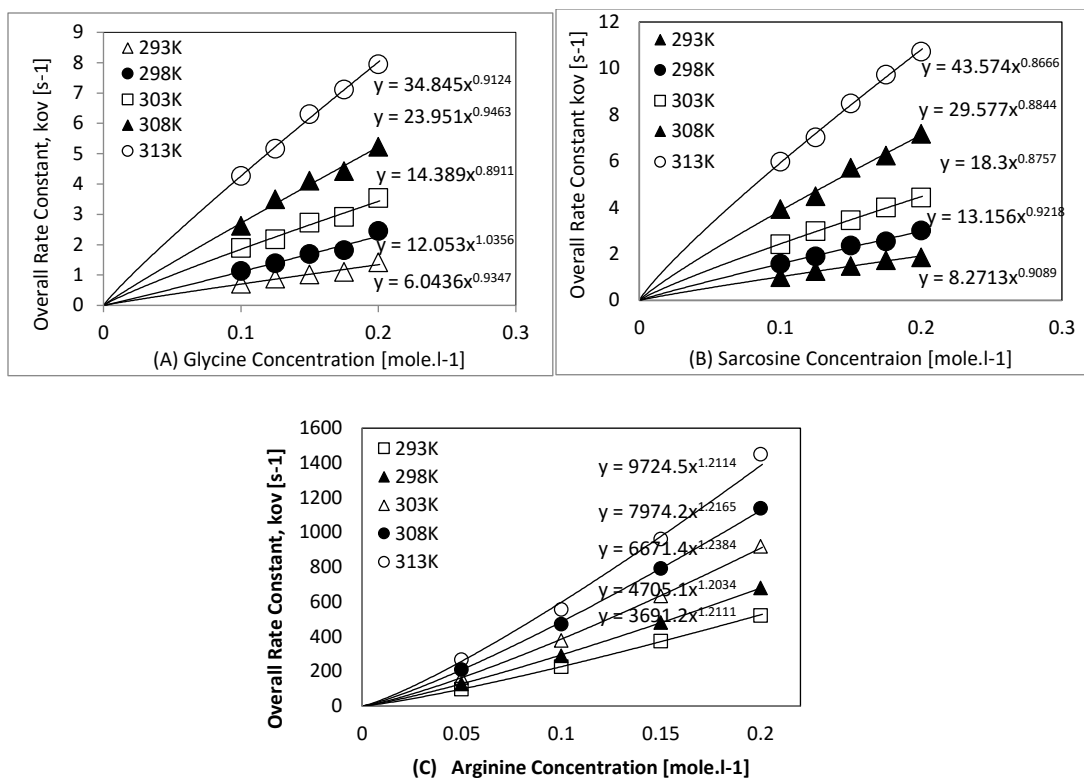 Overall Rate Constant, kov [s-1]
9
8
7
6
5
4
3
2
1
0
293K
298K
303K
308K
313K
y = 34.845x^0.9124
y = 23.951x^0.9463
y = 14.389x^0.8911
y = 12.053x^1.0356
y = 6.0436x^0.9347
0 0.1 0.2 0.3
(A) Glycine Concentration [mole.l-1]
Overall Rate Constant kov [s-1]
12
10
8
6
4
2
0
293K
298K
303K
308K
313K
y = 43.574x^0.8666
y = 29.577x^0.8844
y = 18.3x^0.8757
y = 13.156x^0.9218
y = 8.2713x^0.9089
0 0.1 0.2 0.3
(B) Sarcosine Concentraion [mole.l-1]
Overall Rate Constant, kov [s-1]
1600
1400
1200
1000
800
600
400
200
0
293K
298K
303K
308K
313K
y = 9724.5x^1.2114
y = 7974.2x^1.2165
y = 6671.4x^1.2384
y = 4705.1x^1.2034
y = 3691.2x^1.2111
0 0.05 0.1 0.15 0.2
(C) Arginine Concentration [mole.l-1]